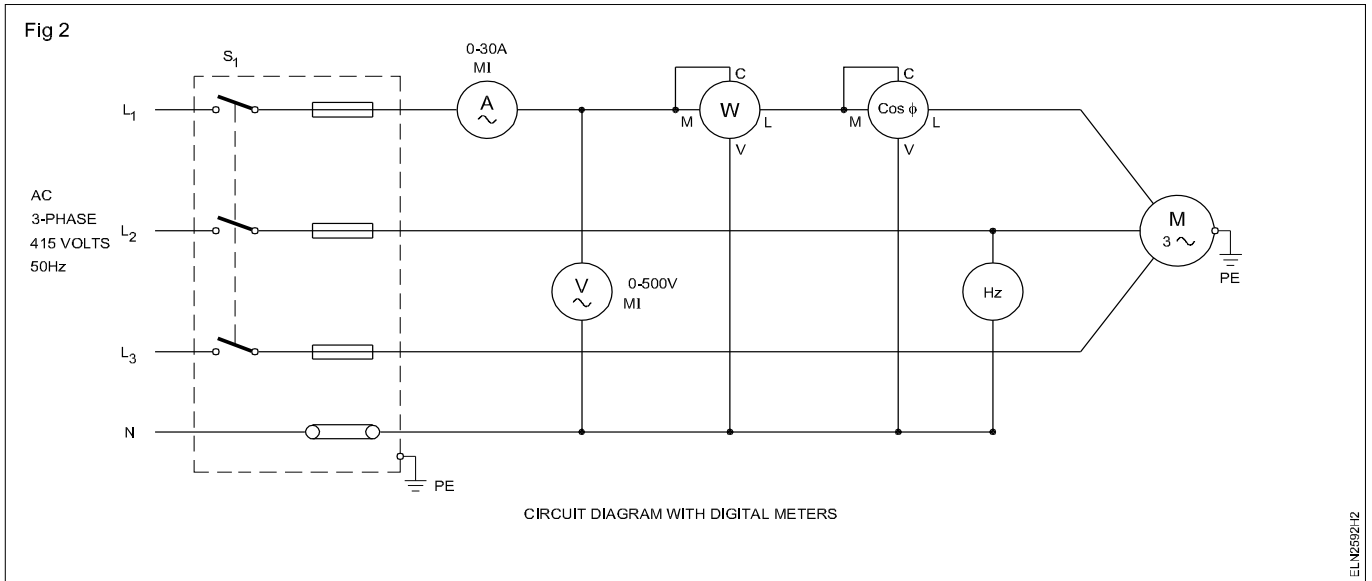 Fig 2
S₁
0-30A
MI
A
L₁
M
C
W
L
V
M
C
Cos ϕ
L
V
AC
3-PHASE
415 VOLTS
50Hz
L₂
M
3 ∼
PE
V
0-500V
MI
Hz
L₃
N
PE
CIRCUIT DIAGRAM WITH DIGITAL METERS
ELN2592H2